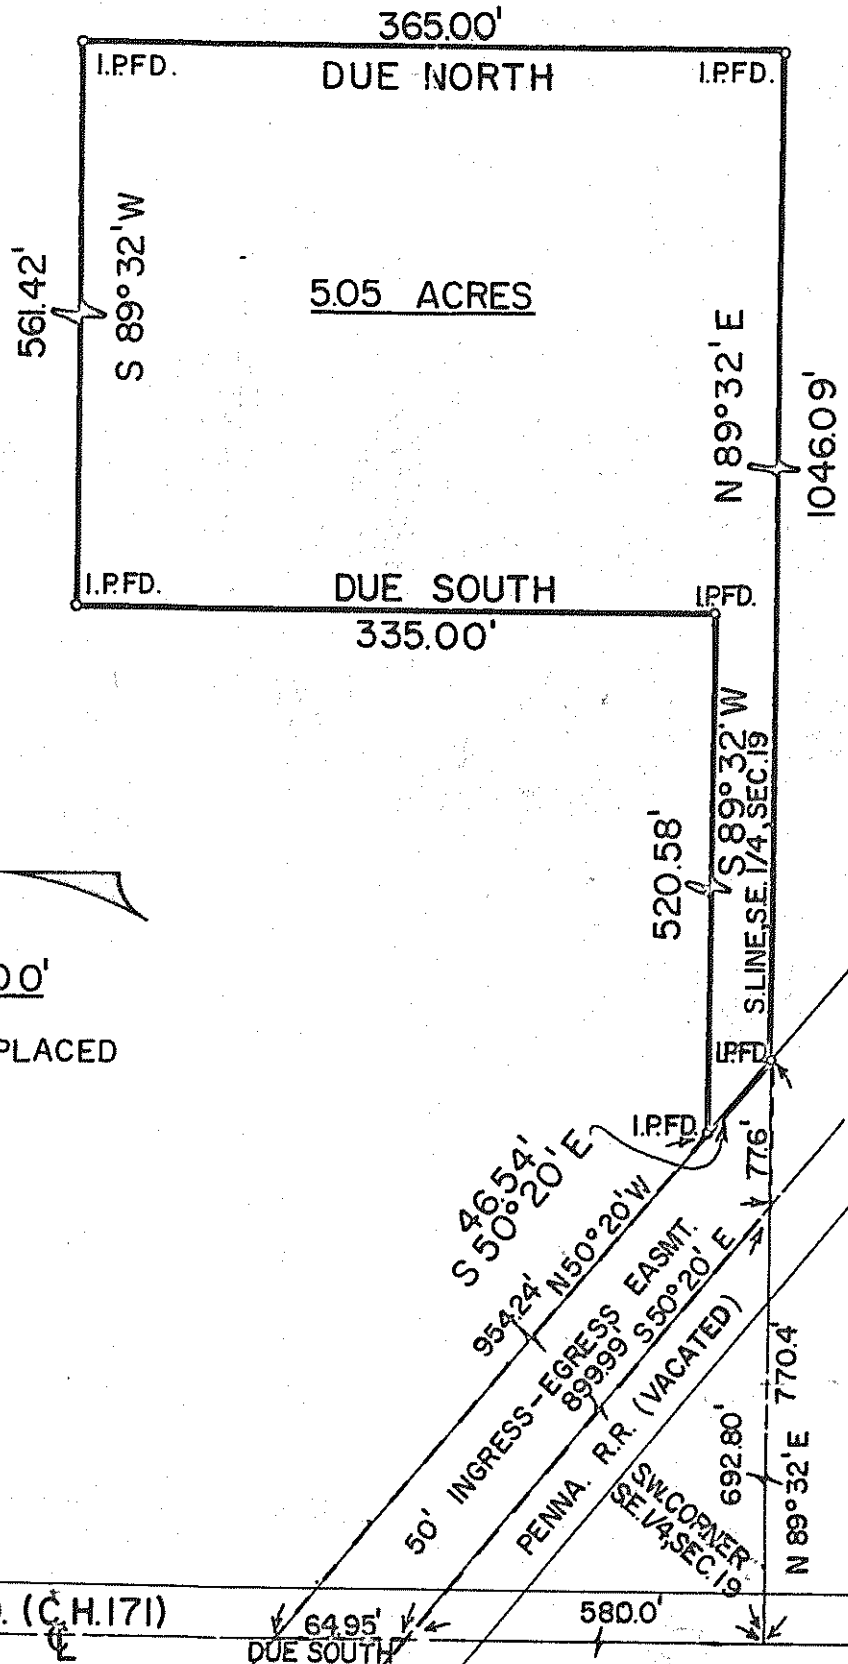 365.00'
I.P.FD.
DUE NORTH
I.P.FD.
561.42'
S 89°32'W
5.05 ACRES
N 89°32'E
1046.09'
I.P.FD.
DUE SOUTH
I.P.FD.
335.00'
520.58'
S 89°32'W
S.LINE, S.E. 1/4, SEC. 19
00'
PLACED
I.P.FD.
I.P.FD.
77.6'
46.54'
S 50°20'E
954.24' N 50°20'W
50' INGRESS-EGRESS EASMT.
899.99' S 50°20' E
PENNA. R.R. (VACATED)
770.4'
692.80'
N 89°32'E
S.W. CORNER
S.E. 1/4, SEC. 19
. (C.H. 171)
℄
64.95'
DUE SOUTH
580.0'